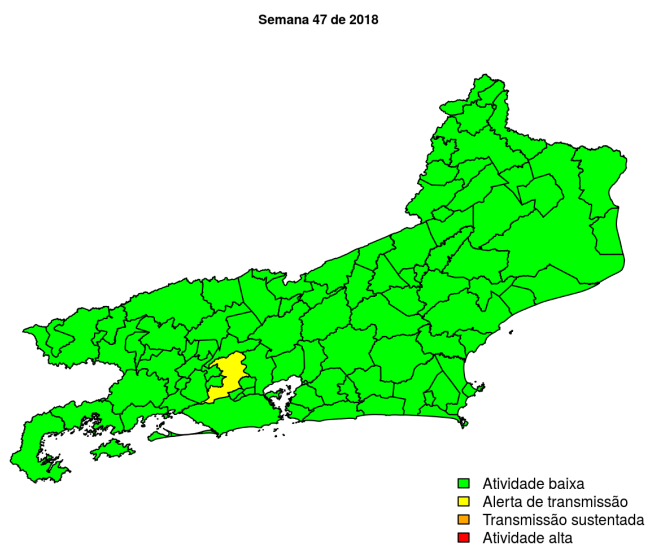 Semana 47 de 2018
Atividade baixa
Alerta de transmissão
Transmissão sustentada
Atividade alta